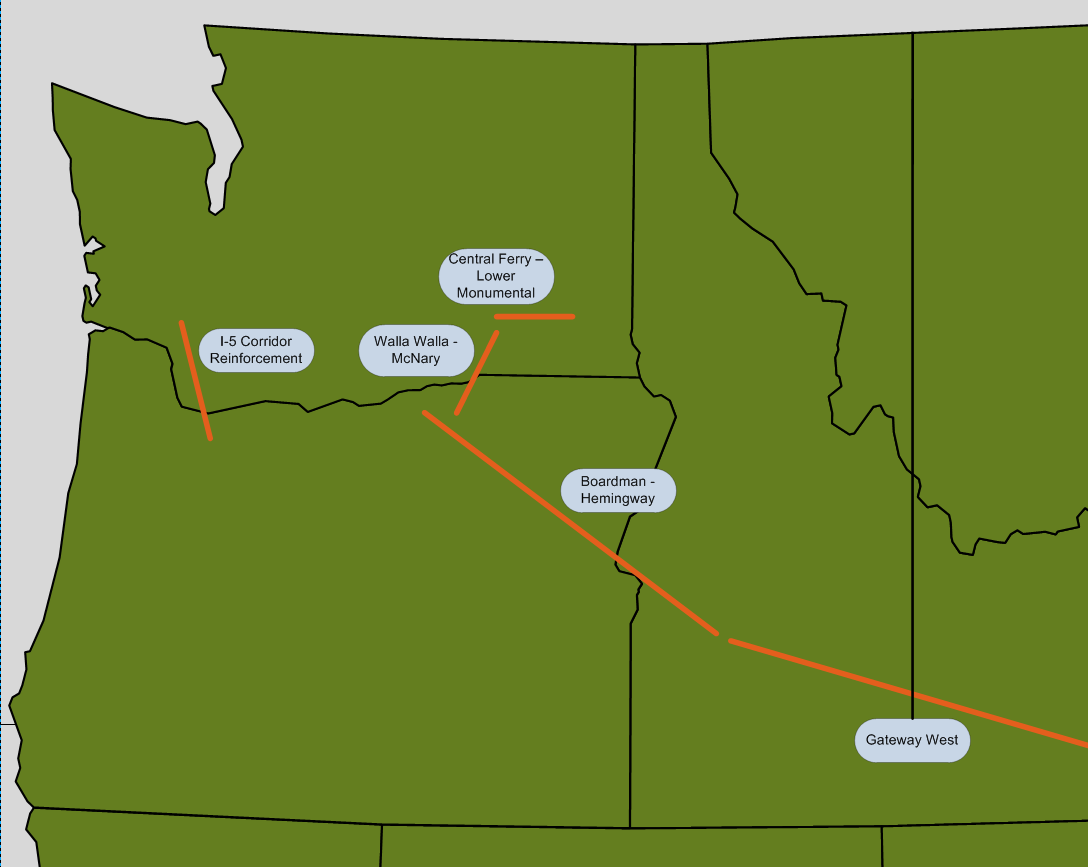 Central Ferry –
Lower
Monumental
I-5 Corridor
Reinforcement
Walla Walla -
McNary
Boardman -
Hemingway
Gateway West